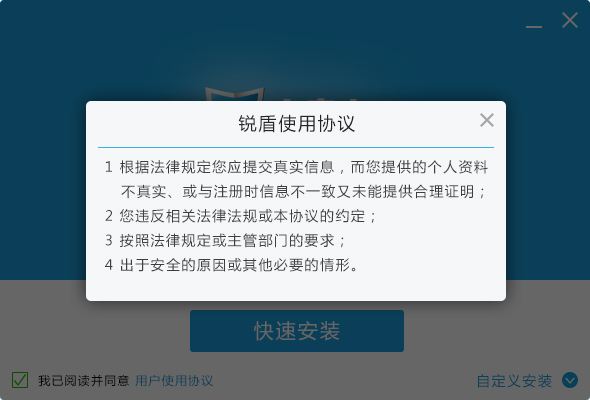 锐盾使用协议
1 根据法律规定您应提交真实信息，而您提供的个人资料
不真实、或与注册时信息不一致又未能提供合理证明；
2 您违反相关法律法规或本协议的约定；
3 按照法律规定或主管部门的要求；
4 出于安全的原因或其他必要的情形。
快速安装
我已阅读并同意 用户使用协议
自定义安装